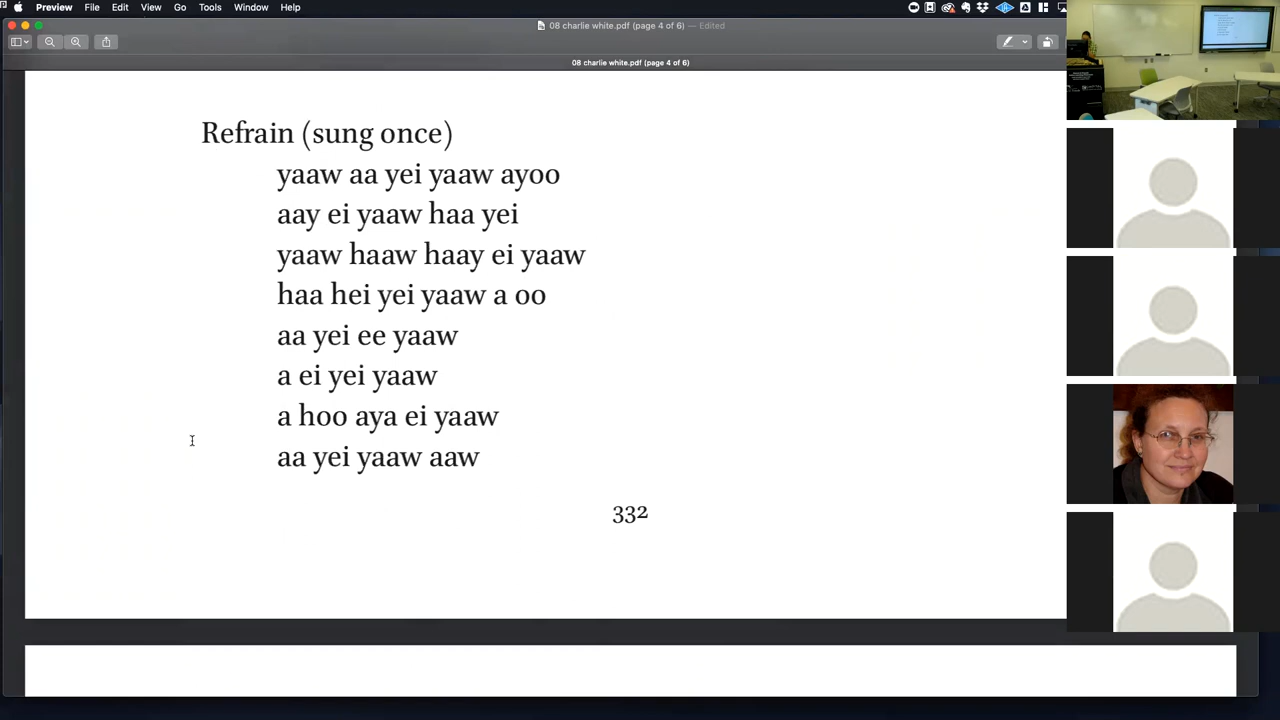 Preview File Edit View Go Tools Window Help
08 charlie white.pdf (page 4 of 6) — Edited
08 charlie white.pdf (page 4 of 6)
Refrain (sung once)
yaaw aa yei yaaw ayoo
aay ei yaaw haa yei
yaaw haaw haay ei yaaw
haa hei yei yaaw a oo
aa yei ee yaaw
a ei yei yaaw
a hoo aya ei yaaw
aa yei yaaw aaw
332